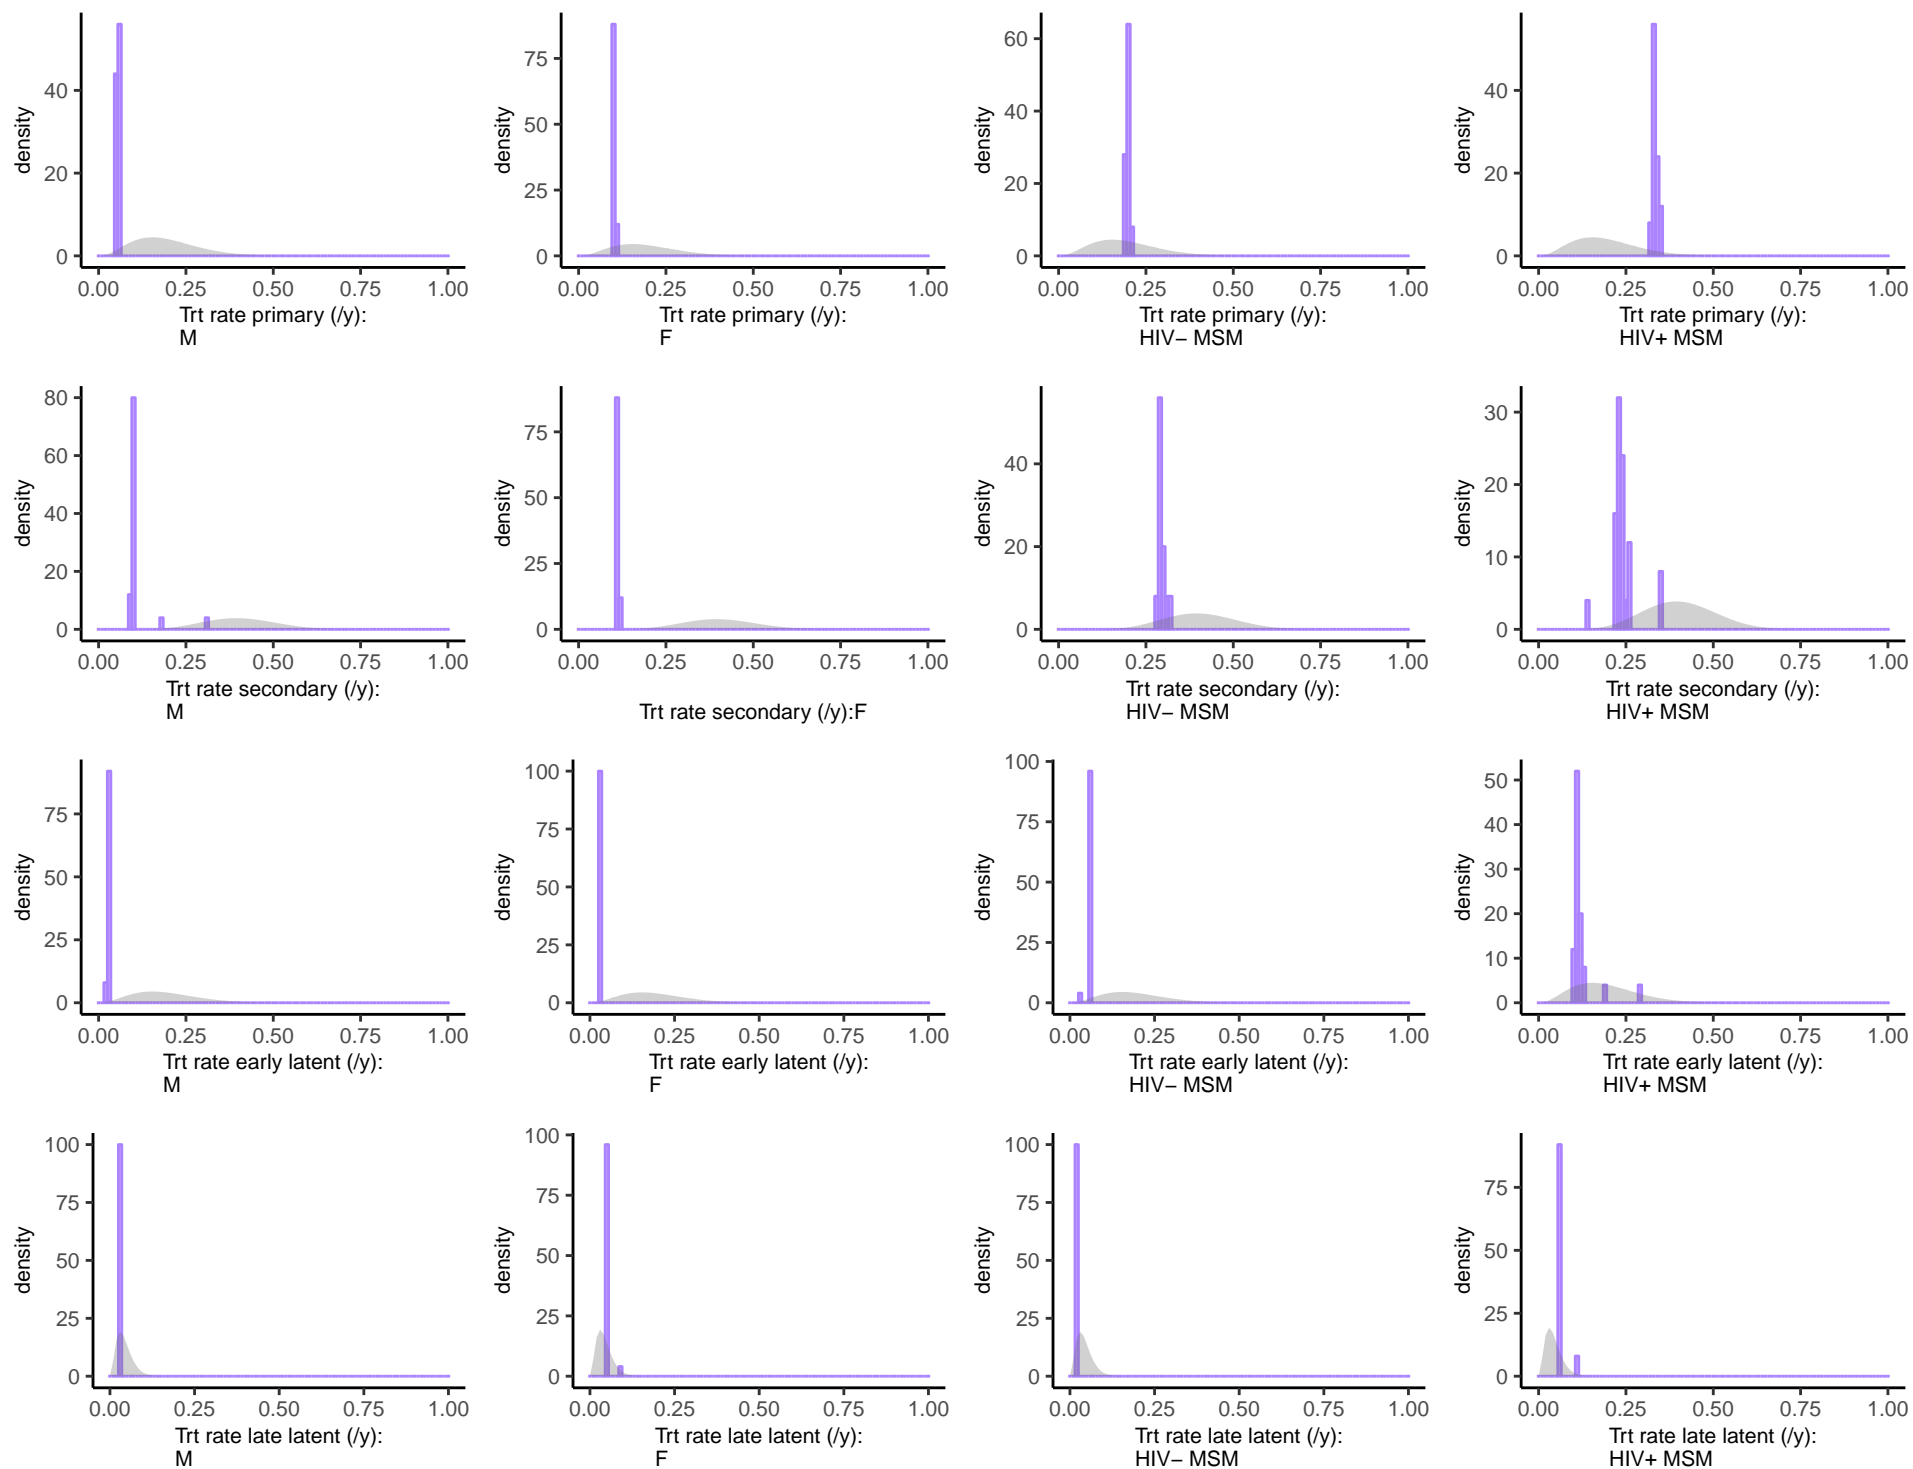 density
40
20
0
0.00 0.25 0.50 0.75 1.00
Trt rate primary (/y):
M
density
75
50
25
0
0.00 0.25 0.50 0.75 1.00
Trt rate primary (/y):
F
density
60
40
20
0
0.00 0.25 0.50 0.75 1.00
Trt rate primary (/y):
HIV− MSM
density
40
20
0
0.00 0.25 0.50 0.75 1.00
Trt rate primary (/y):
HIV+ MSM
density
80
60
40
20
0
0.00 0.25 0.50 0.75 1.00
Trt rate secondary (/y):
M
density
75
50
25
0
0.00 0.25 0.50 0.75 1.00
Trt rate secondary (/y):F
density
40
20
0
0.00 0.25 0.50 0.75 1.00
Trt rate secondary (/y):
HIV− MSM
density
30
20
10
0
0.00 0.25 0.50 0.75 1.00
Trt rate secondary (/y):
HIV+ MSM
density
75
50
25
0
0.00 0.25 0.50 0.75 1.00
Trt rate early latent (/y):
M
density
100
75
50
25
0
0.00 0.25 0.50 0.75 1.00
Trt rate early latent (/y):
F
density
100
75
50
25
0
0.00 0.25 0.50 0.75 1.00
Trt rate early latent (/y):
HIV− MSM
density
50
40
30
20
10
0
0.00 0.25 0.50 0.75 1.00
Trt rate early latent (/y):
HIV+ MSM
density
100
75
50
25
0
0.00 0.25 0.50 0.75 1.00
Trt rate late latent (/y):
M
density
100
75
50
25
0
0.00 0.25 0.50 0.75 1.00
Trt rate late latent (/y):
F
density
100
75
50
25
0
0.00 0.25 0.50 0.75 1.00
Trt rate late latent (/y):
HIV− MSM
density
75
50
25
0
0.00 0.25 0.50 0.75 1.00
Trt rate late latent (/y):
HIV+ MSM